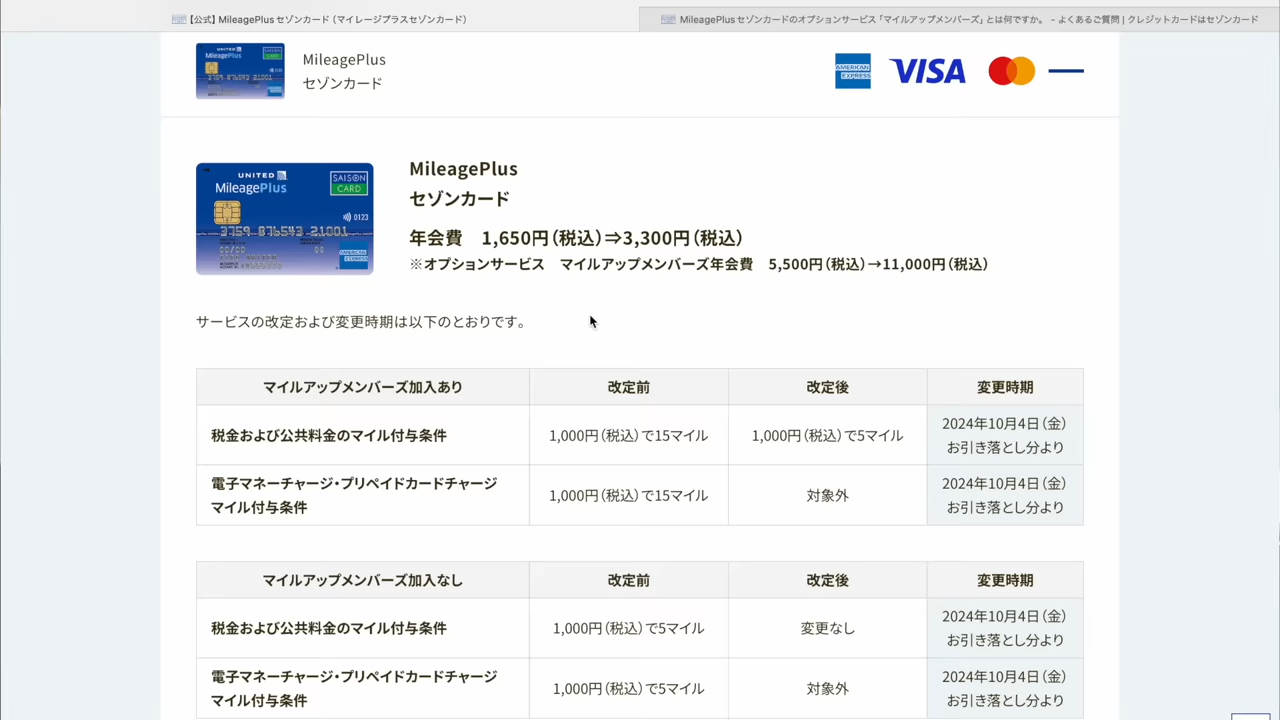 【公式】MileagePlusセゾンカード（マイレージプラスセゾンカード）
MileagePlusセゾンカードのオプションサービス「マイルアップメンバーズ」とは何ですか。 - よくあるご質問 | クレジットカードはセゾンカード
MileagePlus
セゾンカード
AMERICAN EXPRESS
VISA
UNITED
MileagePlus
SAISON CARD
0123
3759 876543 21001
AMERICAN EXPRESS
MileagePlus
セゾンカード
年会費　1,650円（税込）⇒3,300円（税込）
※オプションサービス　マイルアップメンバーズ年会費　5,500円（税込）→11,000円（税込）
サービスの改定および変更時期は以下のとおりです。
マイルアップメンバーズ加入あり 改定前 改定後 変更時期
税金および公共料金のマイル付与条件 1,000円（税込）で15マイル 1,000円（税込）で5マイル 2024年10月4日（金）
お引き落とし分より
電子マネーチャージ・プリペイドカードチャージ
マイル付与条件 1,000円（税込）で15マイル 対象外 2024年10月4日（金）
お引き落とし分より
マイルアップメンバーズ加入なし 改定前 改定後 変更時期
税金および公共料金のマイル付与条件 1,000円（税込）で5マイル 変更なし 2024年10月4日（金）
お引き落とし分より
電子マネーチャージ・プリペイドカードチャージ
マイル付与条件 1,000円（税込）で5マイル 対象外 2024年10月4日（金）
お引き落とし分より